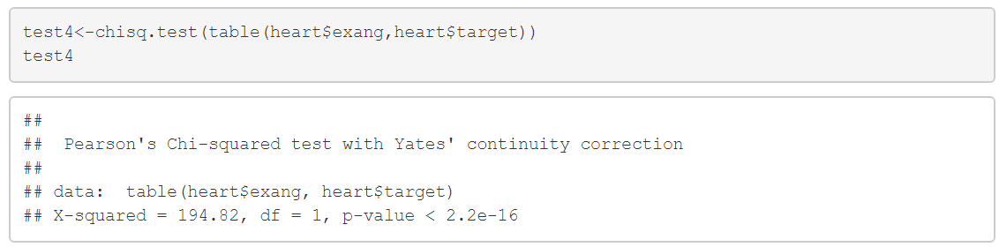 test4<-chisq.test(table(heart$exang,heart$target))
test4
##
##  Pearson's Chi-squared test with Yates' continuity correction
##
## data:  table(heart$exang, heart$target)
## X-squared = 194.82, df = 1, p-value < 2.2e-16